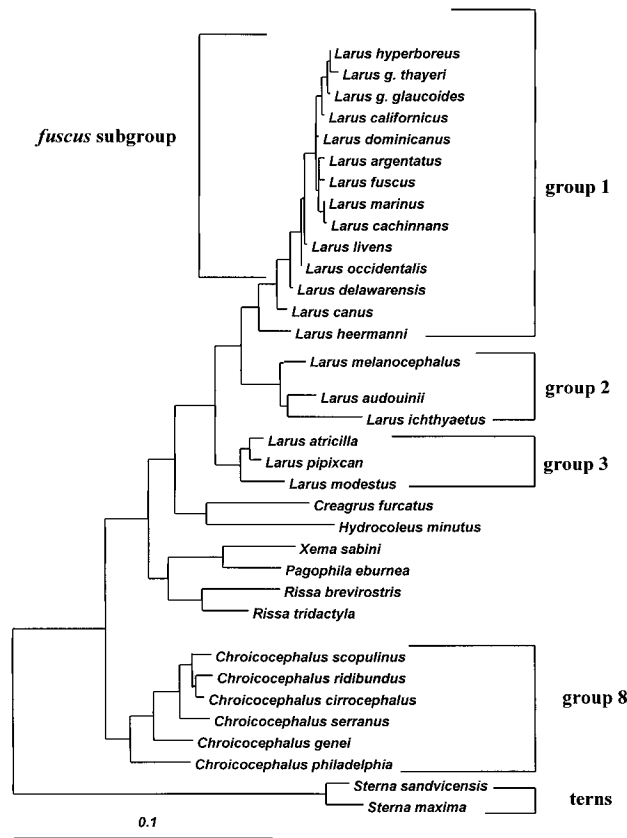 Larus hyperboreus
Larus g. thayeri
Larus g. glaucoides
Larus californicus
fuscus subgroup
Larus dominicanus
Larus argentatus
Larus fuscus
group 1
Larus marinus
Larus cachinnans
Larus livens
Larus occidentalis
Larus delawarensis
Larus canus
Larus heermanni
Larus melanocephalus
group 2
Larus audouinii
Larus ichthyaetus
Larus atricilla
Larus pipixcan
group 3
Larus modestus
Creagrus furcatus
Hydrocoleus minutus
Xema sabini
Pagophila eburnea
Rissa brevirostris
Rissa tridactyla
Chroicocephalus scopulinus
Chroicocephalus ridibundus
Chroicocephalus cirrocephalus
group 8
Chroicocephalus serranus
Chroicocephalus genei
Chroicocephalus philadelphia
Sterna sandvicensis
terns
Sterna maxima
0.1